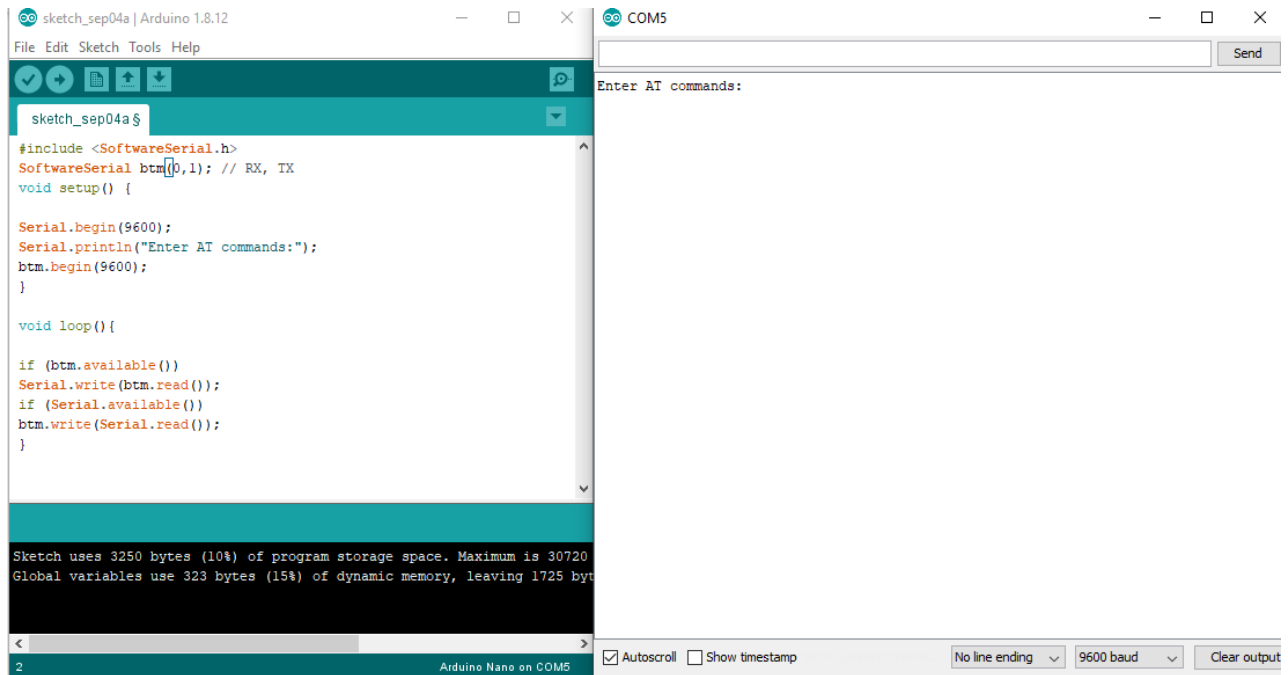 sketch_sep04a | Arduino 1.8.12
File Edit Sketch Tools Help
sketch_sep04a §
#include <SoftwareSerial.h>
SoftwareSerial btm(0,1); // RX, TX
void setup() {
Serial.begin(9600);
Serial.println("Enter AT commands:");
btm.begin(9600);
}
void loop(){
if (btm.available())
Serial.write(btm.read());
if (Serial.available())
btm.write(Serial.read());
}
Sketch uses 3250 bytes (10%) of program storage space. Maximum is 30720
Global variables use 323 bytes (15%) of dynamic memory, leaving 1725 byt
2
Arduino Nano on COM5
COM5
Send
Enter AT commands:
Autoscroll Show timestamp
No line ending
9600 baud
Clear output